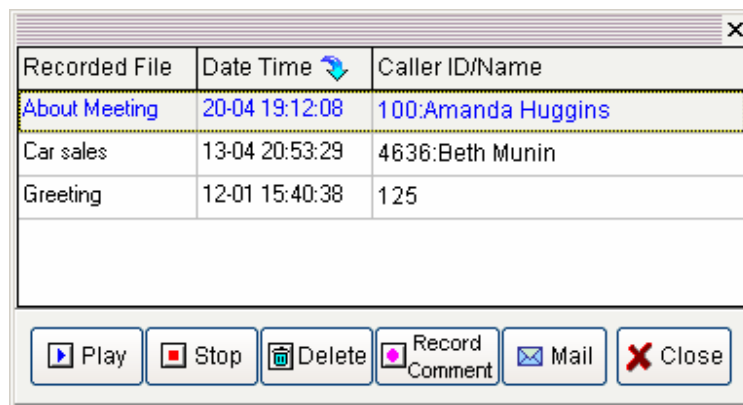 Recorded File Date Time Caller ID/Name
About Meeting 20-04 19:12:08 100:Amanda Huggins
Car sales 13-04 20:53:29 4636:Beth Munin
Greeting 12-01 15:40:38 125
Play Stop Delete Record Comment Mail Close